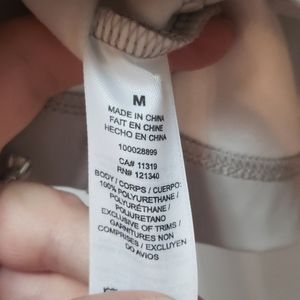 M
MADE IN CHINA
FAIT EN CHINE
HECHO EN CHINA
100028899
CA# 11319
RN# 121340
BODY / CORPS / CUERPO:
100% POLYURETHANE /
POLYURÉTHANE /
POLIURETANO
EXCLUSIVE OF TRIMS /
GARNITURES NON
COMPRISES / EXCLUYEN
DO AVIOS